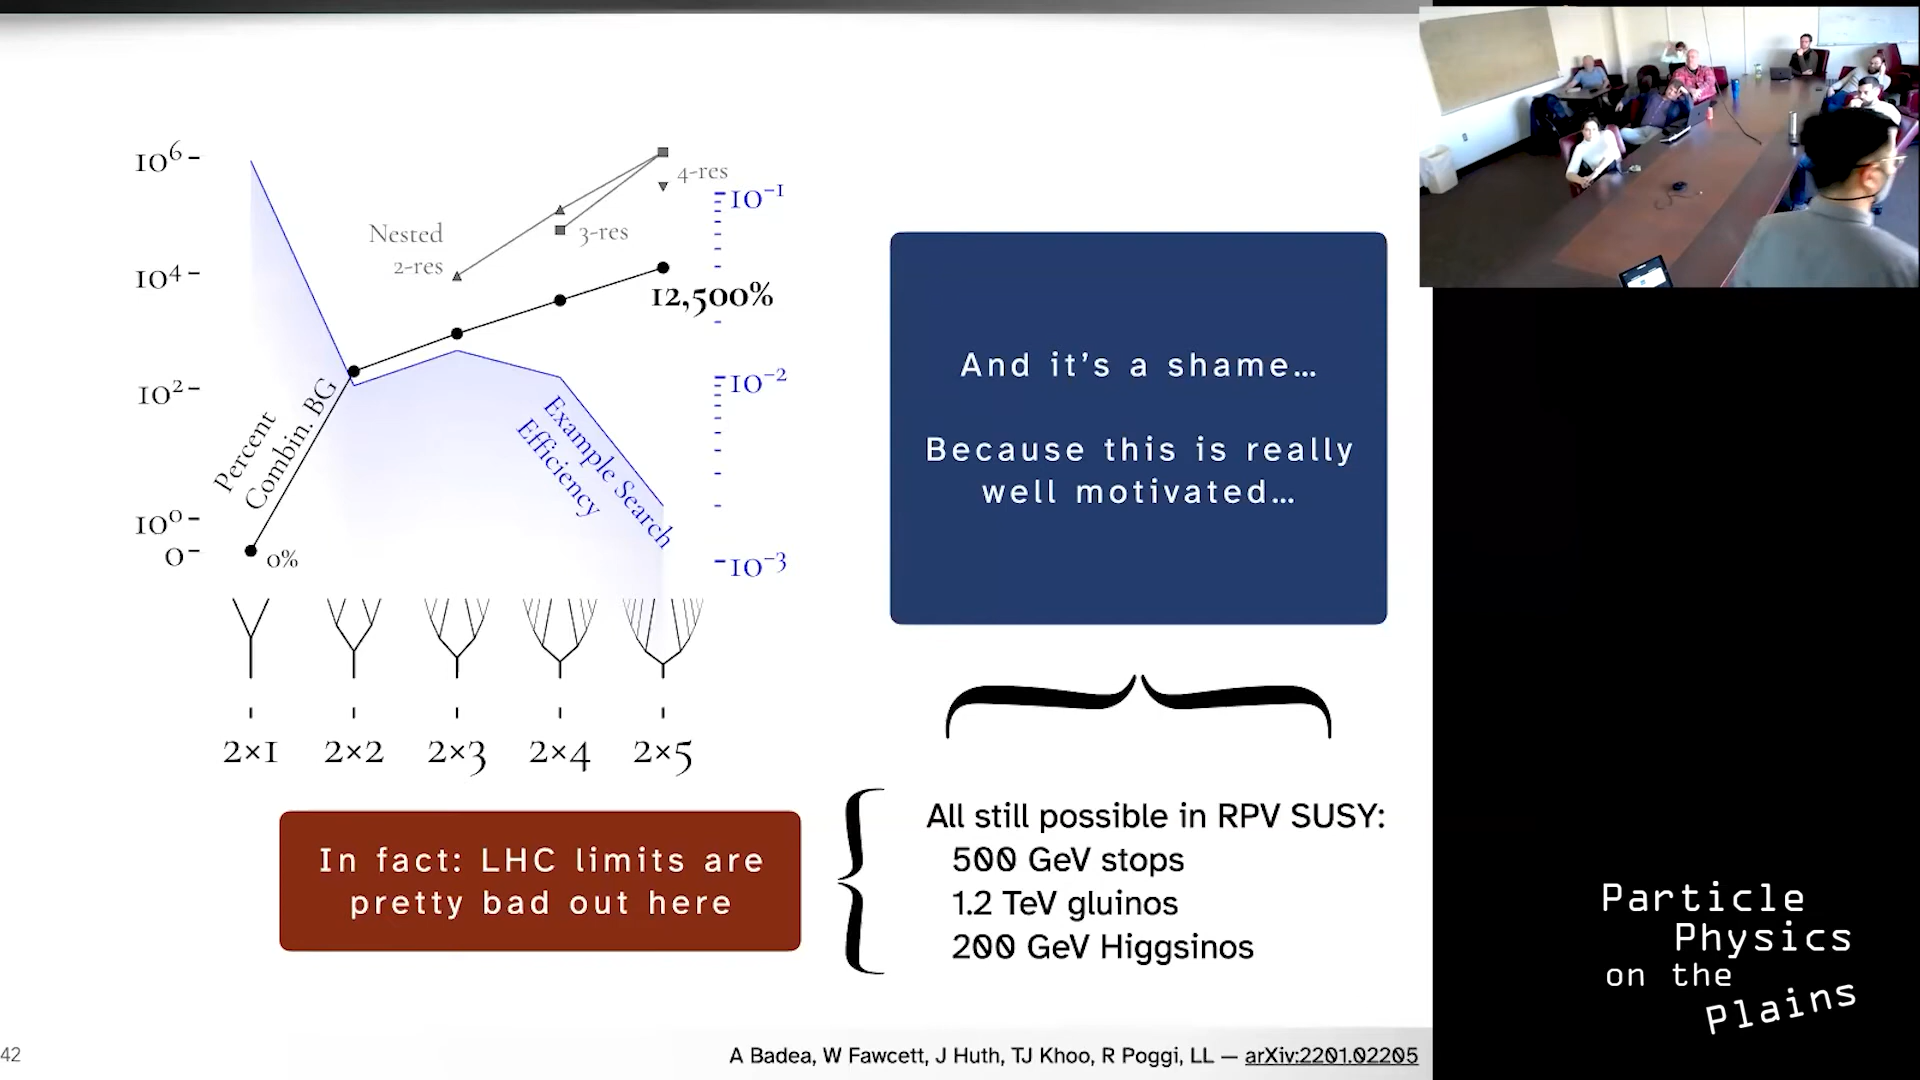 10⁶
10⁴
10²
10⁰
0
Nested
2-res
3-res
4-res
12,500%
Percent
Combin. BG
0%
Example Search
Efficiency
10⁻¹
10⁻²
10⁻³
2×1 2×2 2×3 2×4 2×5
And it's a shame…
Because this is really
well motivated…
In fact: LHC limits are
pretty bad out here
All still possible in RPV SUSY:
500 GeV stops
1.2 TeV gluinos
200 GeV Higgsinos
42
A Badea, W Fawcett, J Huth, TJ Khoo, R Poggi, LL — arXiv:2201.02205
Particle
Physics
on the
Plains